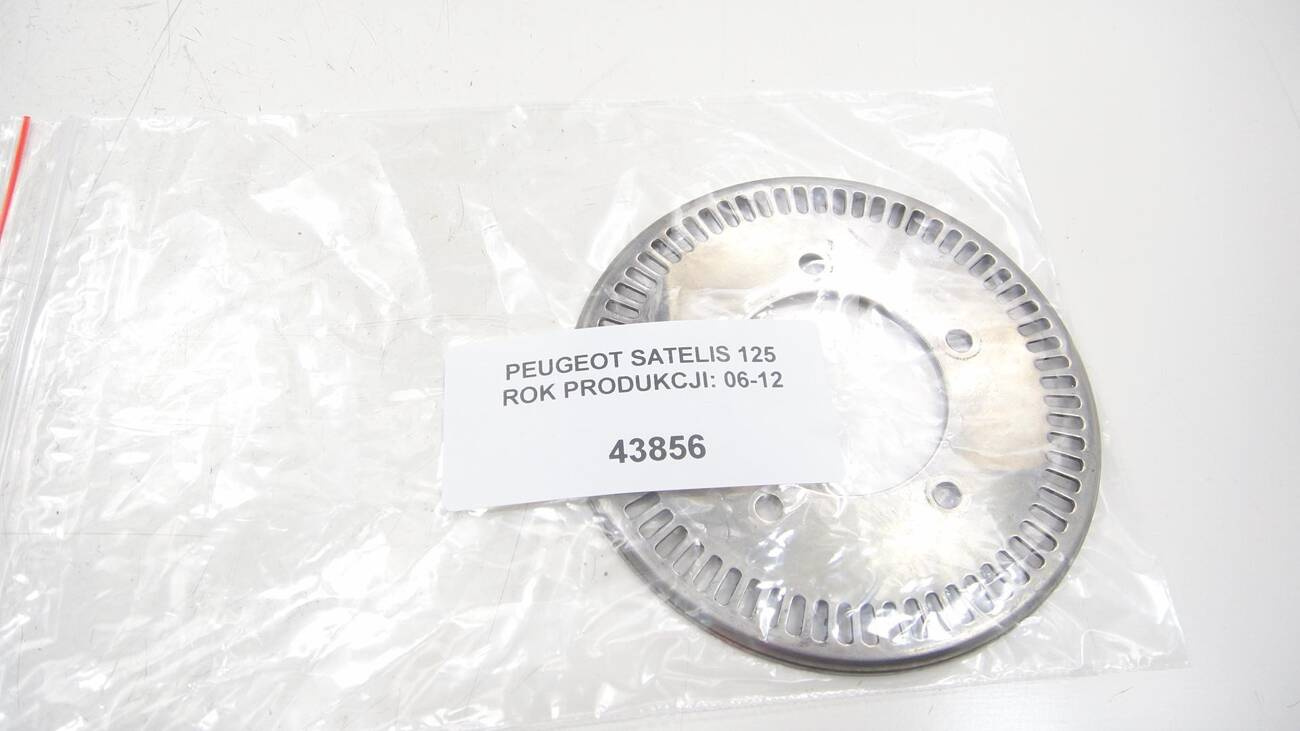 PEUGEOT SATELIS 125
ROK PRODUKCJI: 06-12
43856